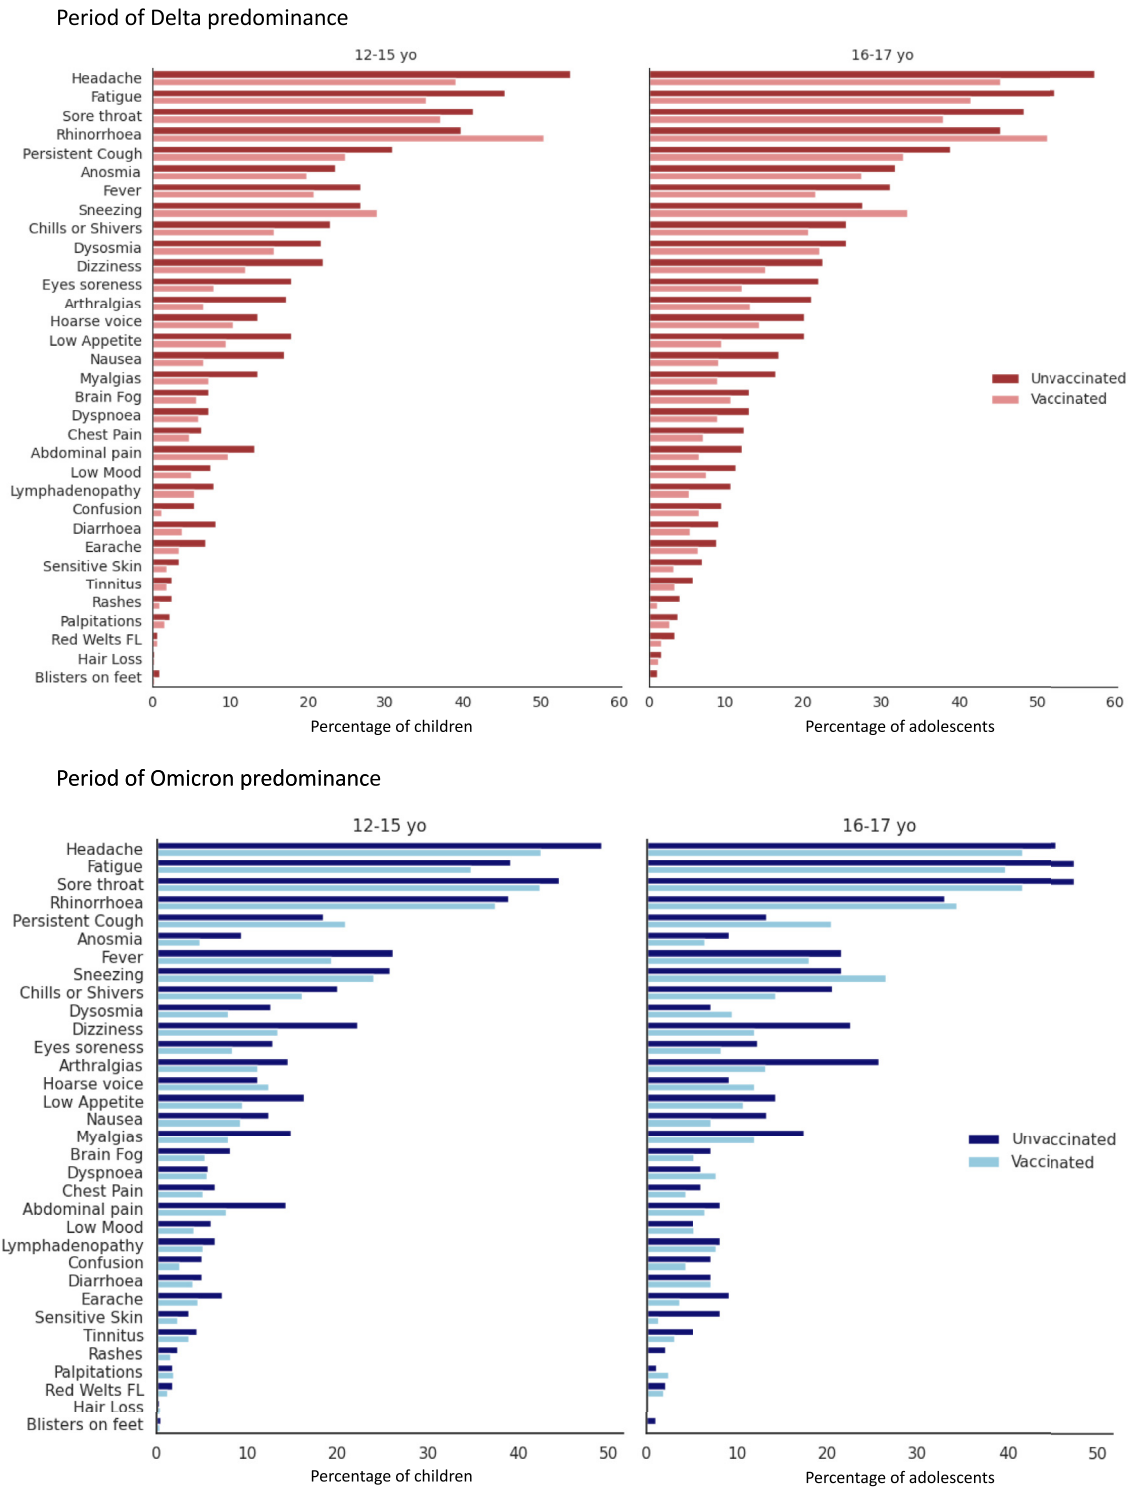 Period of Delta predominance
12-15 yo
16-17 yo
Headache
Fatigue
Sore throat
Rhinorrhoea
Persistent Cough
Anosmia
Fever
Sneezing
Chills or Shivers
Dysosmia
Dizziness
Eyes soreness
Arthralgias
Hoarse voice
Low Appetite
Nausea
Myalgias
Brain Fog
Dyspnoea
Chest Pain
Abdominal pain
Low Mood
Lymphadenopathy
Confusion
Diarrhoea
Earache
Sensitive Skin
Tinnitus
Rashes
Palpitations
Red Welts FL
Hair Loss
Blisters on feet
Unvaccinated
Vaccinated
0 10 20 30 40 50 60
0 10 20 30 40 50 60
Percentage of children
Percentage of adolescents
Period of Omicron predominance
12-15 yo
16-17 yo
Headache
Fatigue
Sore throat
Rhinorrhoea
Persistent Cough
Anosmia
Fever
Sneezing
Chills or Shivers
Dysosmia
Dizziness
Eyes soreness
Arthralgias
Hoarse voice
Low Appetite
Nausea
Myalgias
Brain Fog
Dyspnoea
Chest Pain
Abdominal pain
Low Mood
Lymphadenopathy
Confusion
Diarrhoea
Earache
Sensitive Skin
Tinnitus
Rashes
Palpitations
Red Welts FL
Hair Loss
Blisters on feet
Unvaccinated
Vaccinated
0 10 20 30 40 50
0 10 20 30 40 50
Percentage of children
Percentage of adolescents